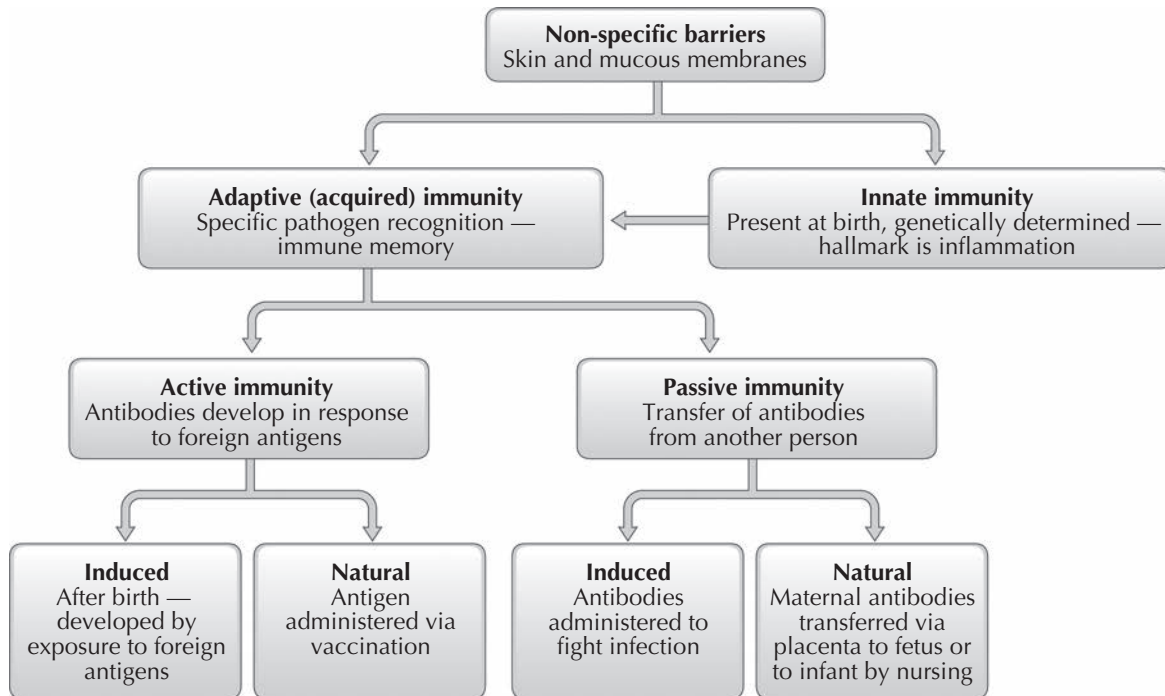 Non-specific barriers
Skin and mucous membranes
Adaptive (acquired) immunity
Specific pathogen recognition —
immune memory
Innate immunity
Present at birth, genetically determined —
hallmark is inflammation
Active immunity
Antibodies develop in response
to foreign antigens
Passive immunity
Transfer of antibodies
from another person
Induced
After birth —
developed by
exposure to foreign
antigens
Natural
Antigen
administered via
vaccination
Induced
Antibodies
administered to
fight infection
Natural
Maternal antibodies
transferred via
placenta to fetus or
to infant by nursing